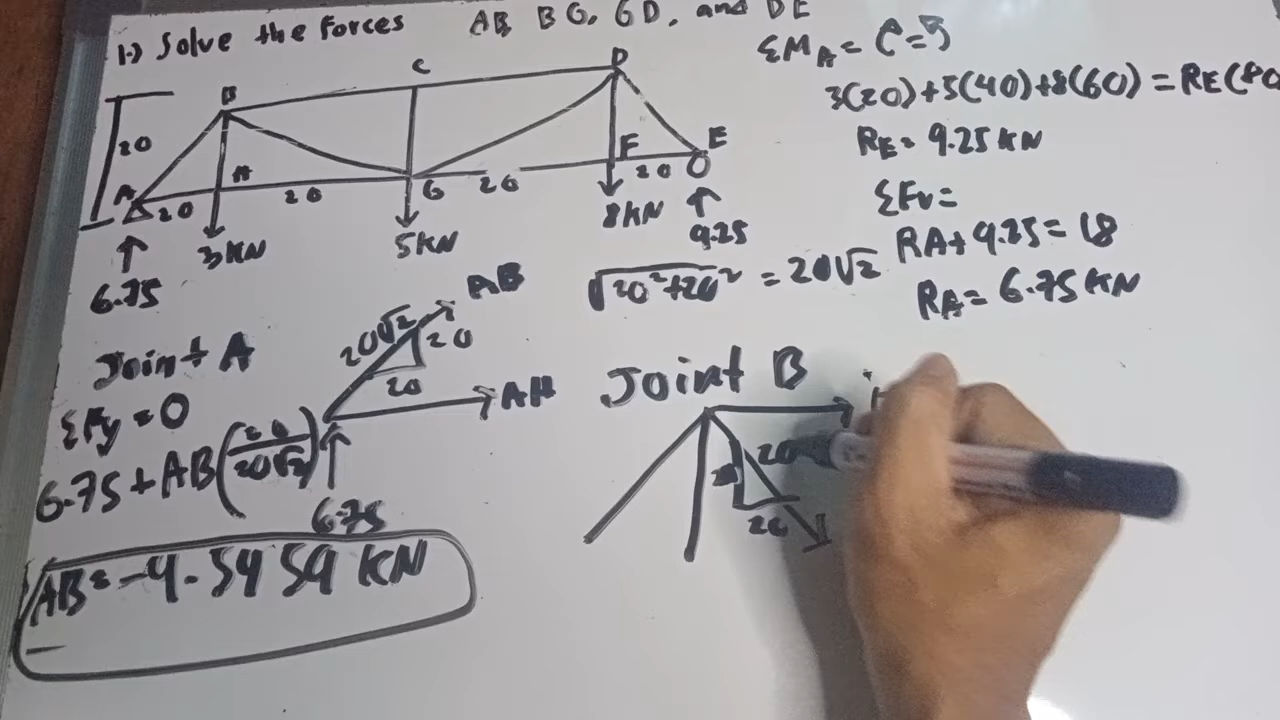 1.) Solve the forces AB, BG, GD, and DE
ΣMA = C=5
3(20)+5(40)+8(60) = RE(80
RE= 9.25 KN
ΣFv=
RA+9.25= 18
RA= 6.75 KN
B
C
D
20
A
H
G
F
E
20
20
20
20
3KN
5KN
8KN
9.25
6.75
√20²+20² = 20√2
Joint A
ΣFy = 0
6.75+AB(20/20√2)
AB
20√2
20
20
AH
6.75
AB= -9.5459 KN
Joint B
20
20